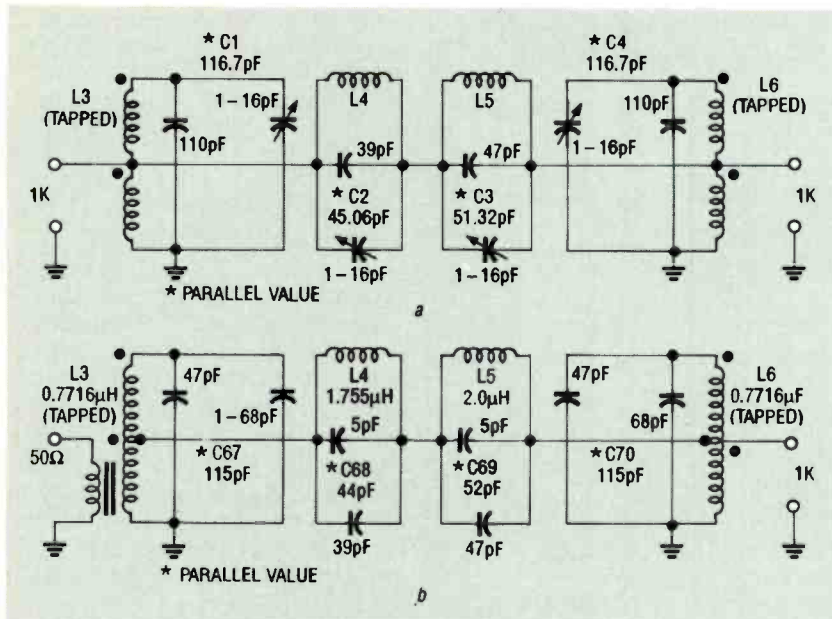 * C1
116.7pF
* C4
116.7pF
L3
(TAPPED)
1–16pF
110pF
L4
L5
110pF
L6
(TAPPED)
39pF
47pF
1–16pF
1K
* C2
45.06pF
* C3
51.32pF
1K
1–16pF
1–16pF
* PARALLEL VALUE
a
L3
0.7716μH
(TAPPED)
47pF
1–68pF
L4
1.755μH
5pF
L5
2.0μH
5pF
47pF
68pF
L6
0.7716μF
(TAPPED)
50Ω
* C67
115pF
* C68
44pF
* C69
52pF
* C70
115pF
1K
39pF
47pF
* PARALLEL VALUE
b